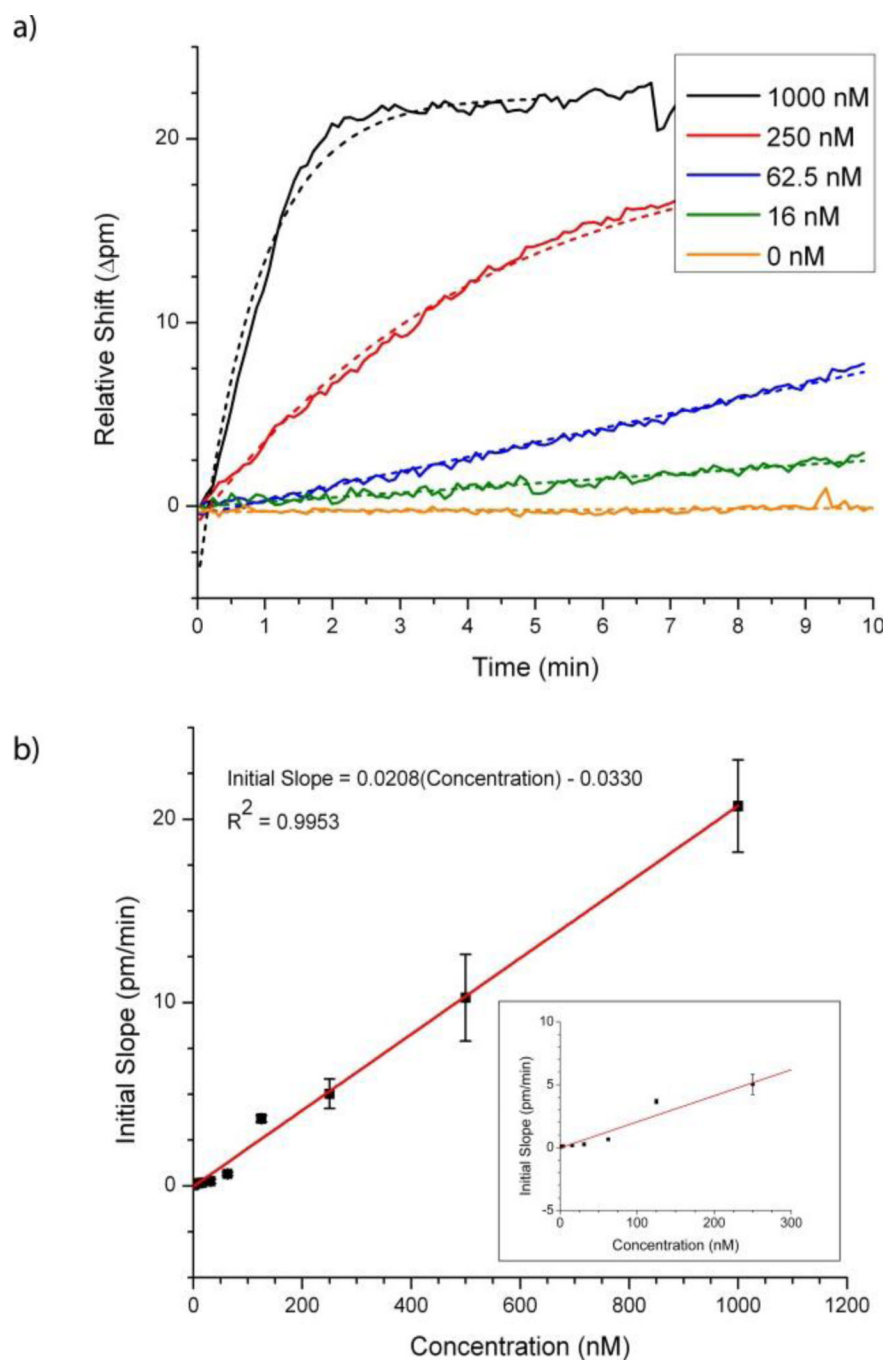 a)
20
10
0
Relative Shift (Δpm)
1000 nM
250 nM
62.5 nM
16 nM
0 nM
0 1 2 3 4 5 6 7 8 9 10
Time (min)
b)
Initial Slope = 0.0208(Concentration) - 0.0330
R2 = 0.9953
20
10
0
Initial Slope (pm/min)
10
5
0
-5
Initial Slope (pm/min)
0 100 200 300
Concentration (nM)
0 200 400 600 800 1000 1200
Concentration (nM)